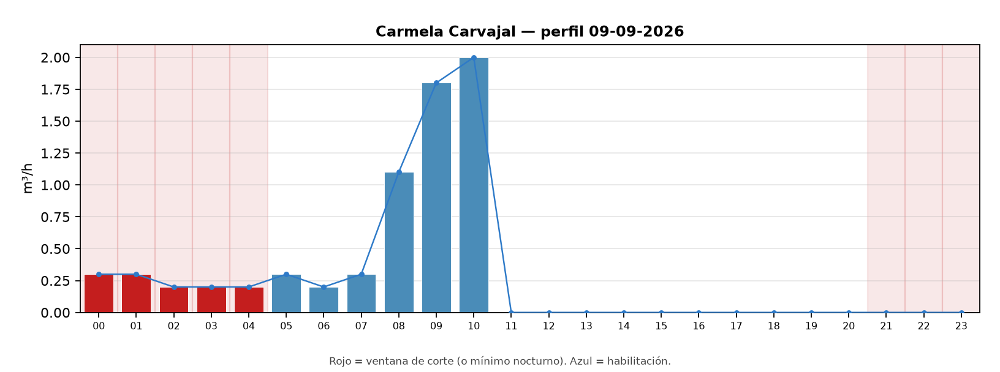 Carmela Carvajal — perfil 09-09-2026
m³/h
2.00
1.75
1.50
1.25
1.00
0.75
0.50
0.25
0.00
00 01 02 03 04 05 06 07 08 09 10 11 12 13 14 15 16 17 18 19 20 21 22 23
Rojo = ventana de corte (o mínimo nocturno). Azul = habilitación.